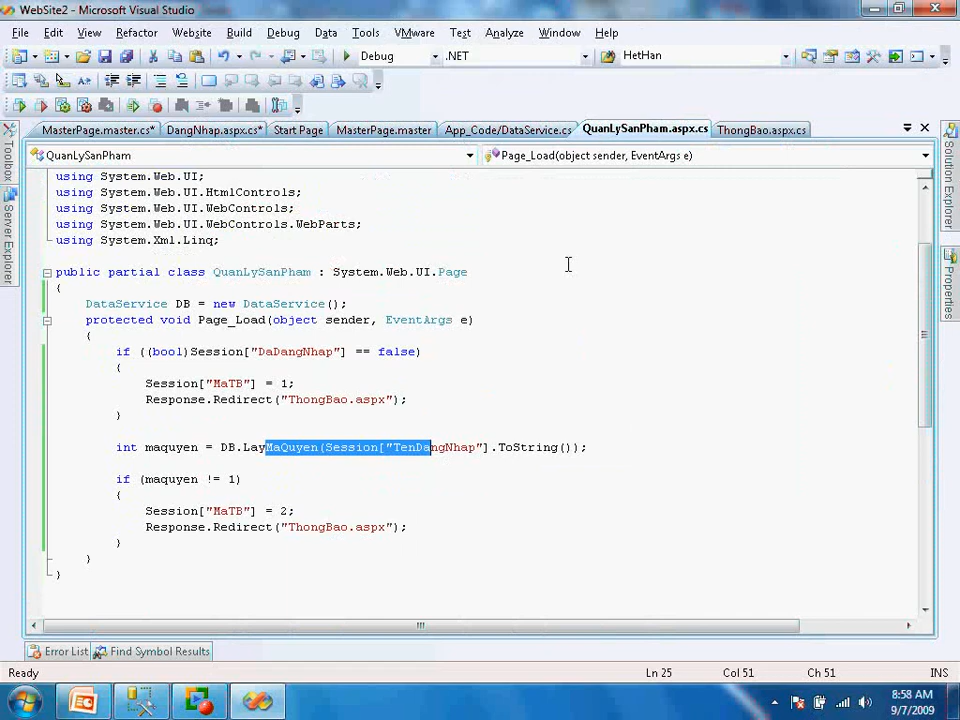 WebSite2 - Microsoft Visual Studio
File Edit View Refactor Website Build Debug Data Tools VMware Test Analyze Window Help
Debug .NET HetHan
MasterPage.master.cs* DangNhap.aspx.cs* Start Page MasterPage.master App_Code/DataService.cs QuanLySanPham.aspx.cs ThongBao.aspx.cs
QuanLySanPham Page_Load(object sender, EventArgs e)
Toolbox
Server Explorer
Solution Explorer
Properties
using System.Web.UI;
using System.Web.UI.HtmlControls;
using System.Web.UI.WebControls;
using System.Web.UI.WebControls.WebParts;
using System.Xml.Linq;
public partial class QuanLySanPham : System.Web.UI.Page
{
DataService DB = new DataService();
protected void Page_Load(object sender, EventArgs e)
{
if ((bool)Session["DaDangNhap"] == false)
{
Session["MaTB"] = 1;
Response.Redirect("ThongBao.aspx");
}
int maquyen = DB.LayMaQuyen(Session["TenDangNhap"].ToString());
if (maquyen != 1)
{
Session["MaTB"] = 2;
Response.Redirect("ThongBao.aspx");
}
}
}
Error List Find Symbol Results
Ready Ln 25 Col 51 Ch 51 INS
8:58 AM
9/7/2009